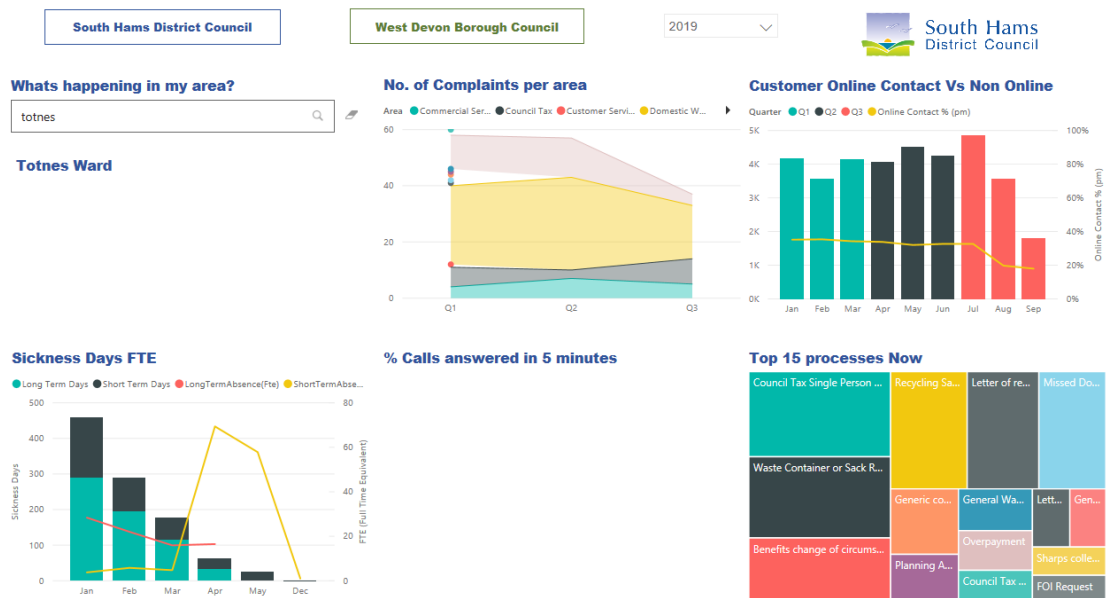 South Hams District Council
West Devon Borough Council
2019
South Hams
District Council
Whats happening in my area?
totnes
Totnes Ward
No. of Complaints per area
Area Commercial Ser... Council Tax Customer Servi... Domestic W...
60
40
20
0
Q1 Q2 Q3
Customer Online Contact Vs Non Online
Quarter Q1 Q2 Q3 Online Contact % (pm)
5K 100%
4K 80%
3K 60%
2K 40%
1K 20%
0K 0%
Online Contact % (pm)
Jan Feb Mar Apr May Jun Jul Aug Sep
Sickness Days FTE
Long Term Days Short Term Days LongTermAbsence(Fte) ShortTermAbse...
500 80
400 60
300
200 40
100 20
0 0
Sickness Days
FTE (Full Time Equivalent)
Jan Feb Mar Apr May Dec
% Calls answered in 5 minutes
Top 15 processes Now
Council Tax Single Person ...
Recycling Sa...
Letter of re...
Missed Do...
Waste Container or Sack R...
Generic co...
General Wa...
Lett...
Gen...
Benefits change of circums...
Overpayment
Planning A...
Sharps colle...
Council Tax ...
FOI Request